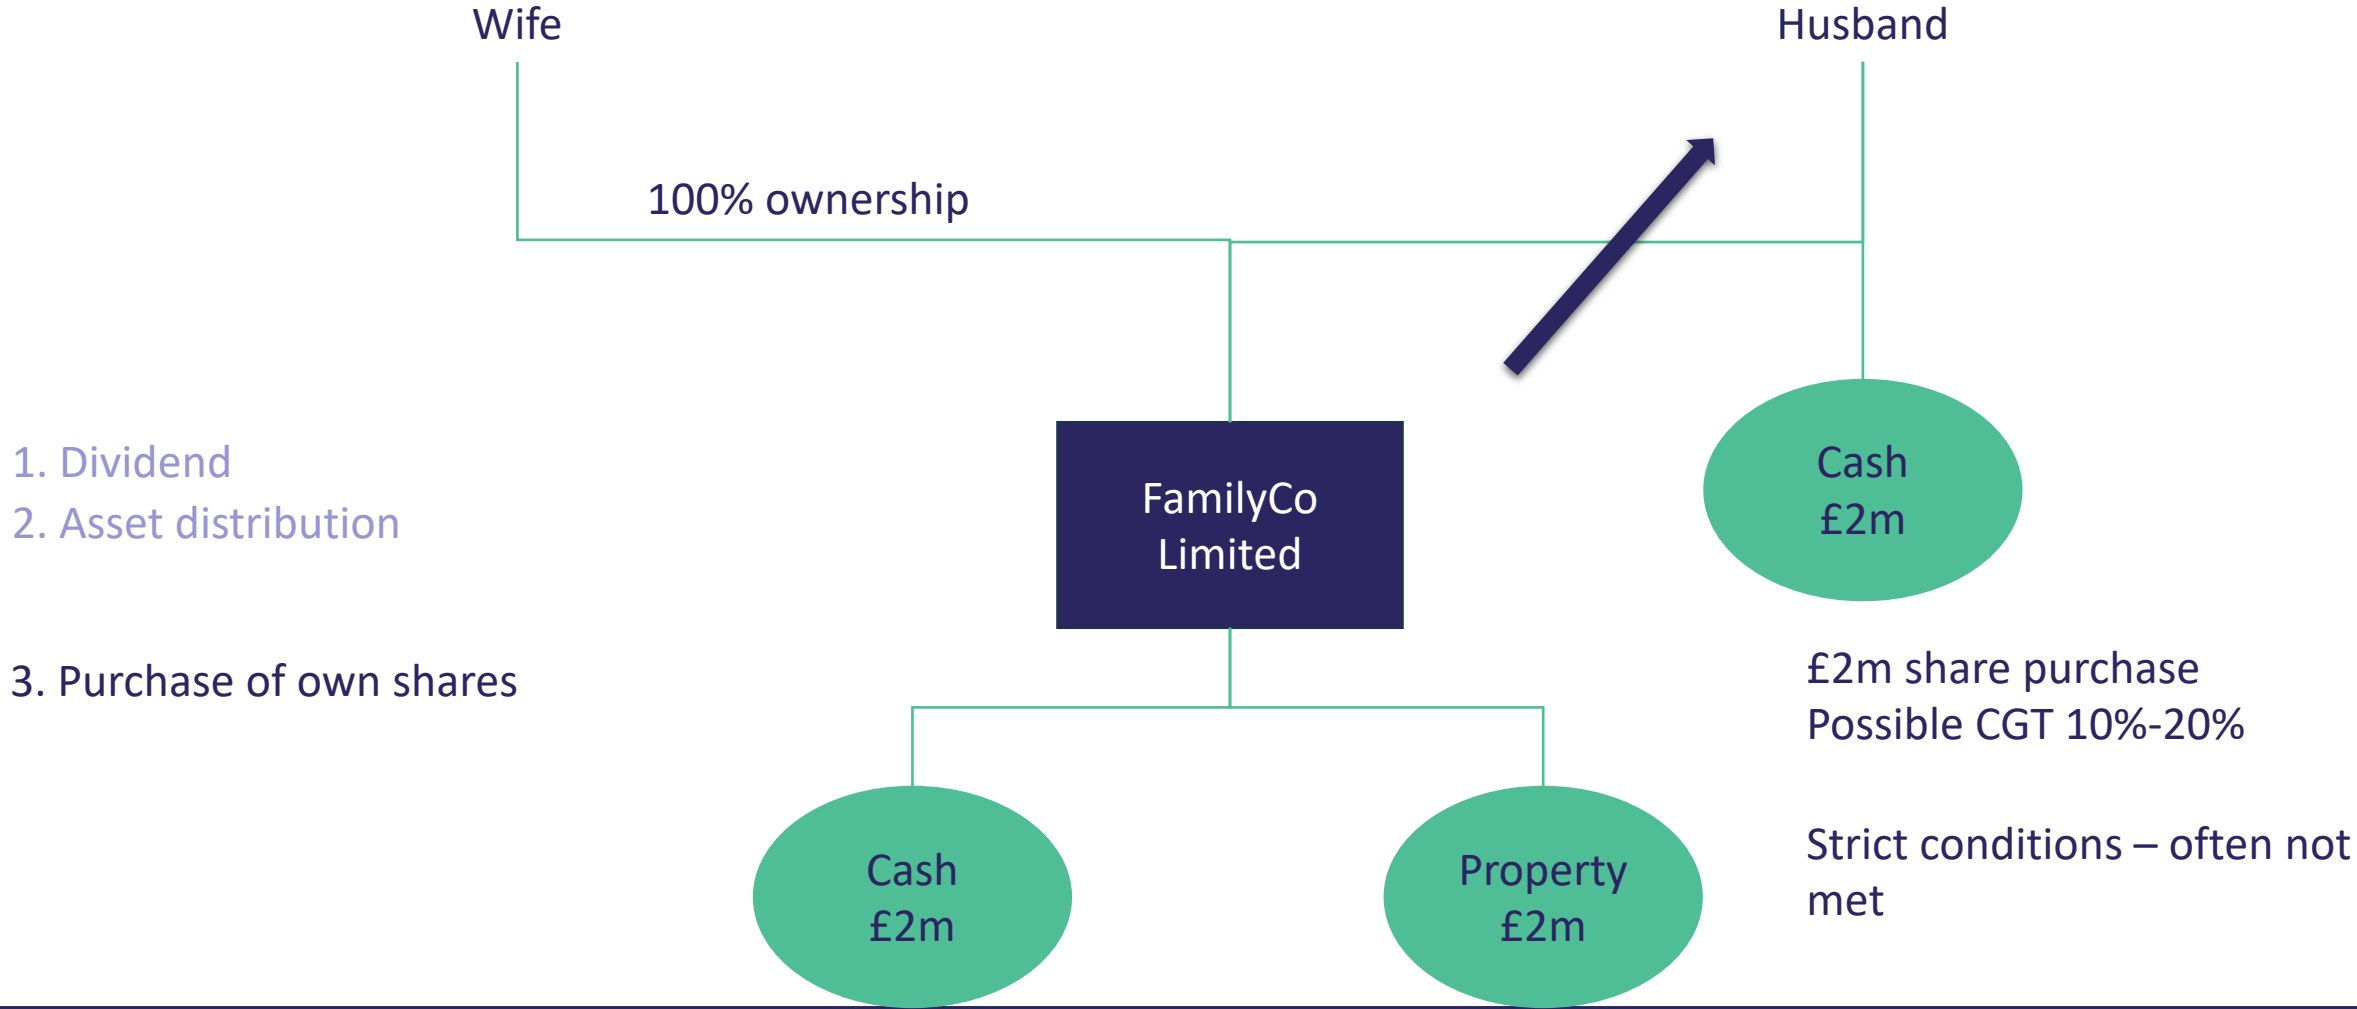 Wife
Husband
100% ownership
1. Dividend
2. Asset distribution
3. Purchase of own shares
FamilyCo
Limited
Cash
£2m
£2m share purchase
Possible CGT 10%-20%
Strict conditions – often not
met
Cash
£2m
Property
£2m